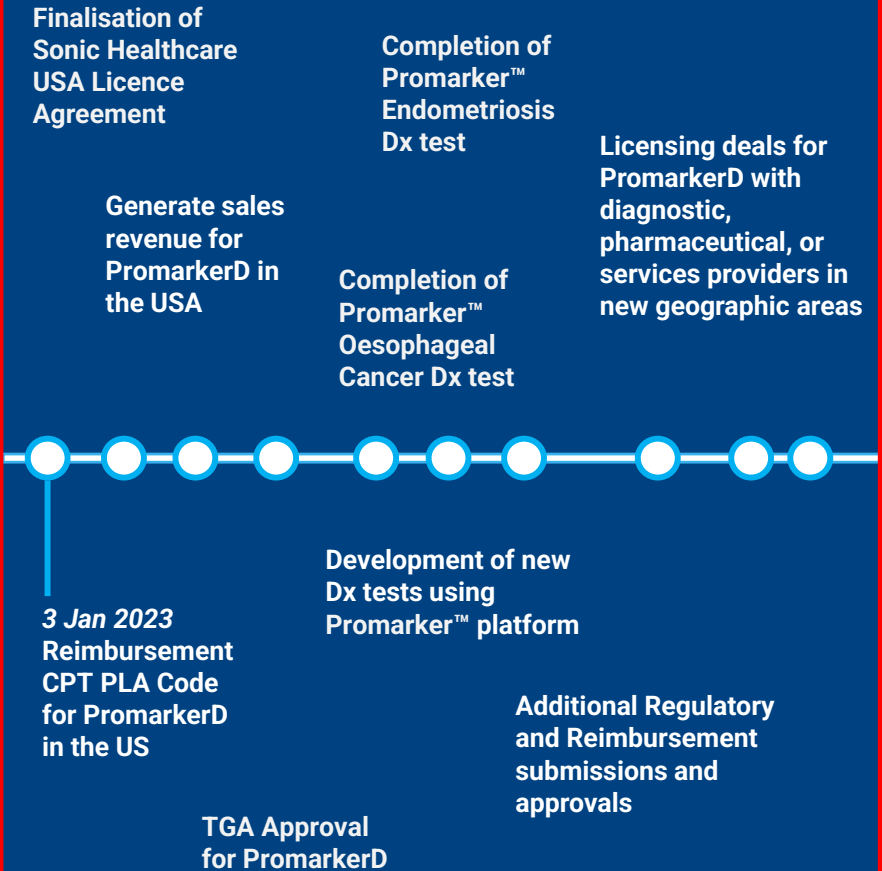 Finalisation of
Sonic Healthcare
USA Licence
Agreement
Completion of
Promarker™
Endometriosis
Dx test
Licensing deals for
PromarkerD with
diagnostic,
pharmaceutical, or
services providers in
new geographic areas
Generate sales
revenue for
PromarkerD in
the USA
Completion of
Promarker™
Oesophageal
Cancer Dx test
Development of new
Dx tests using
Promarker™ platform
3 Jan 2023
Reimbursement
CPT PLA Code
for PromarkerD
in the US
Additional Regulatory
and Reimbursement
submissions and
approvals
TGA Approval
for PromarkerD